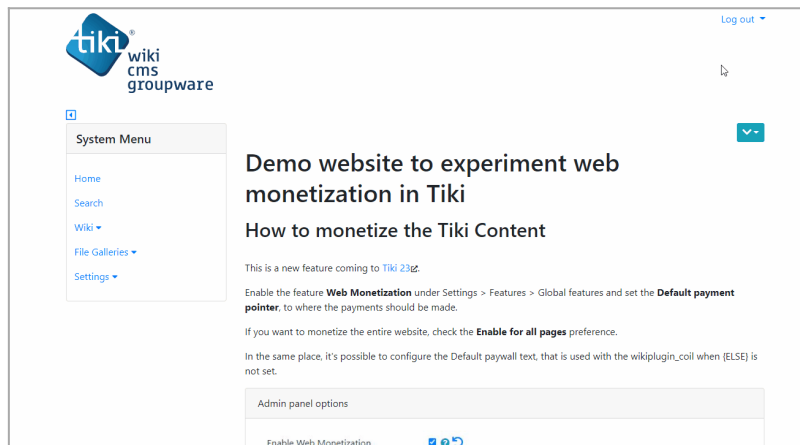 Log out
tiki®
wiki
cms
groupware
System Menu
Home
Search
Wiki
File Galleries
Settings
Demo website to experiment web
monetization in Tiki
How to monetize the Tiki Content
This is a new feature coming to Tiki 23.
Enable the feature Web Monetization under Settings > Features > Global features and set the Default payment
pointer, to where the payments should be made.
If you want to monetize the entire website, check the Enable for all pages preference.
In the same place, it's possible to configure the Default paywall text, that is used with the wikiplugin_coil when {ELSE} is
not set.
Admin panel options
Enable Web Monetization